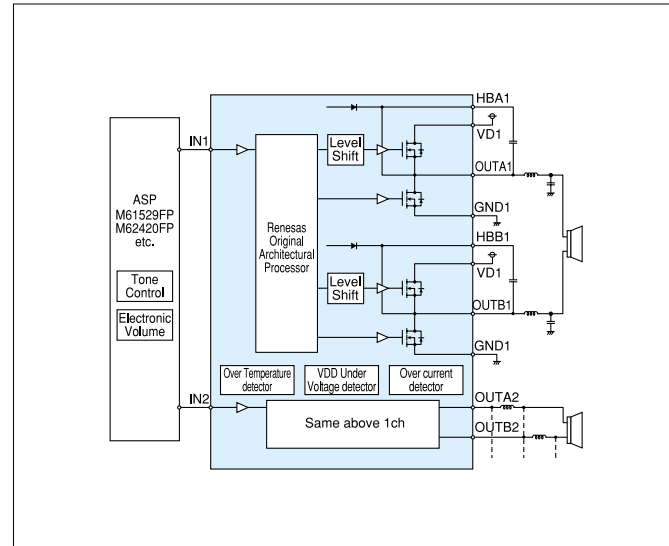 HBA1
VD1
IN1
Level
Shift
OUTA1
ASP
M61529FP
M62420FP
etc.
Renesas
Original
Architectural
Processor
GND1
HBB1
VD1
Tone
Control
Level
Shift
Electronic
Volume
OUTB1
GND1
Over Temperature
detector
VDD Under
Voltage detector
Over current
detector
IN2
OUTA2
Same above 1ch
OUTB2